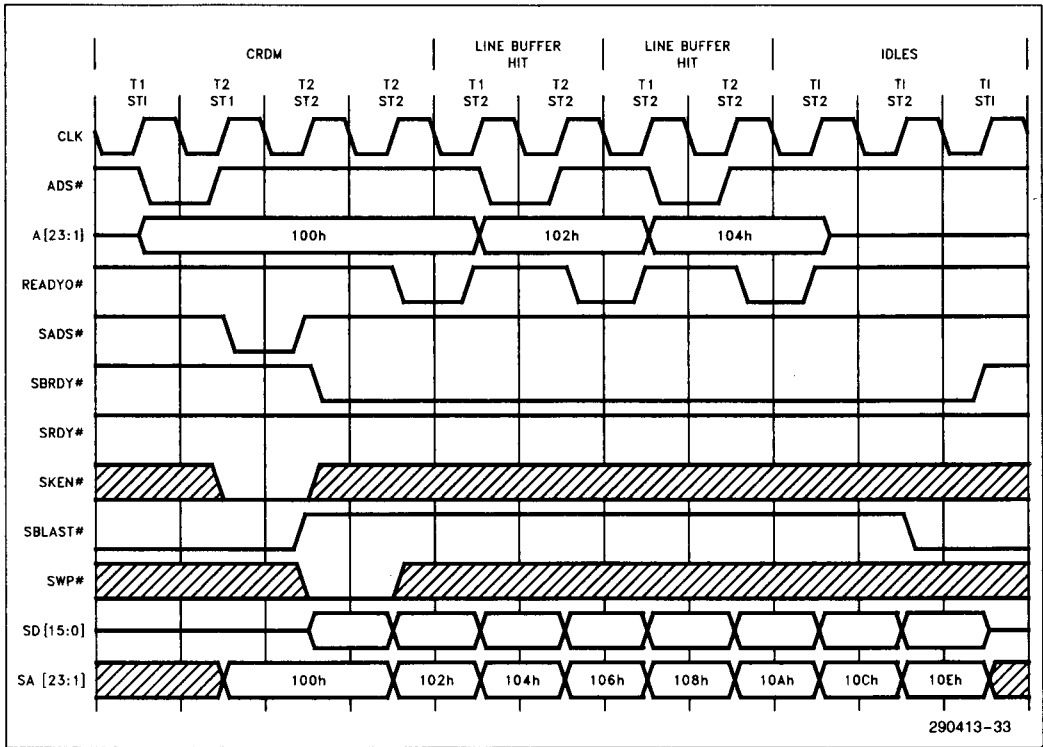 CRDM LINE BUFFER HIT LINE BUFFER HIT IDLES
T1 T2 T2 T2 T1 T2 T1 T2 TI TI TI
STI ST1 ST2 ST2 ST2 ST2 ST2 ST2 ST2 ST2 STI
CLK
ADS#
A[23:1] 100h 102h 104h
READYO#
SADS#
SBRDY#
SRDY#
SKEN#
SBLAST#
SWP#
SD[15:0]
SA [23:1] 100h 102h 104h 106h 108h 10Ah 10Ch 10Eh
290413-33